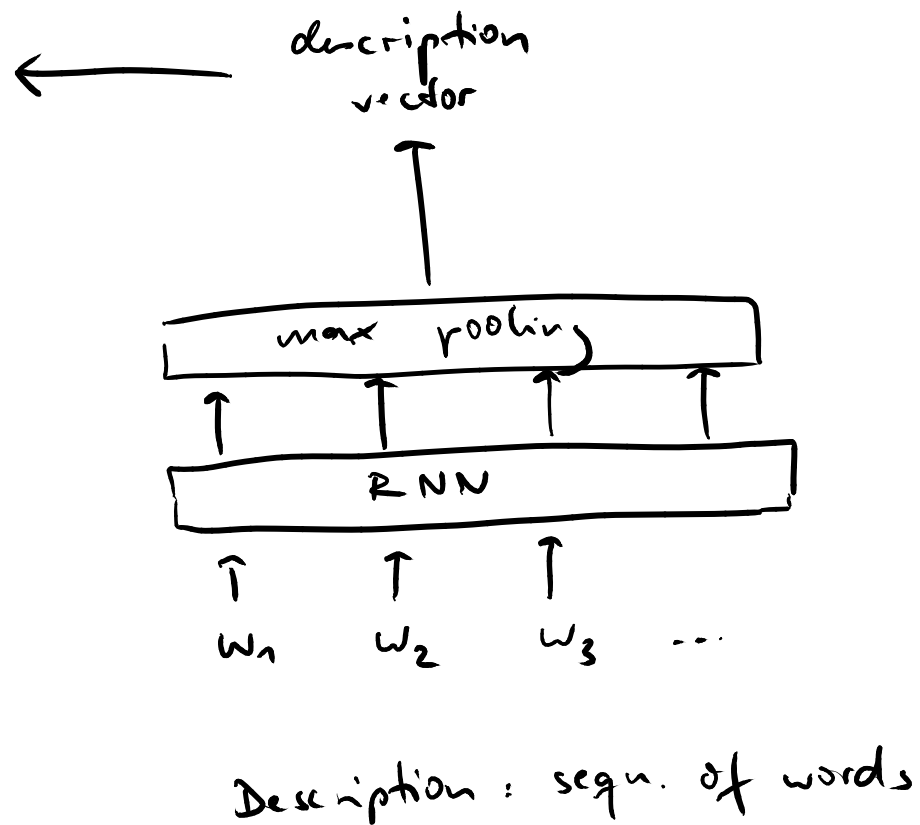 description
vector
max pooling
RNN
w1 w2 w3 ...
Description: sequ. of words